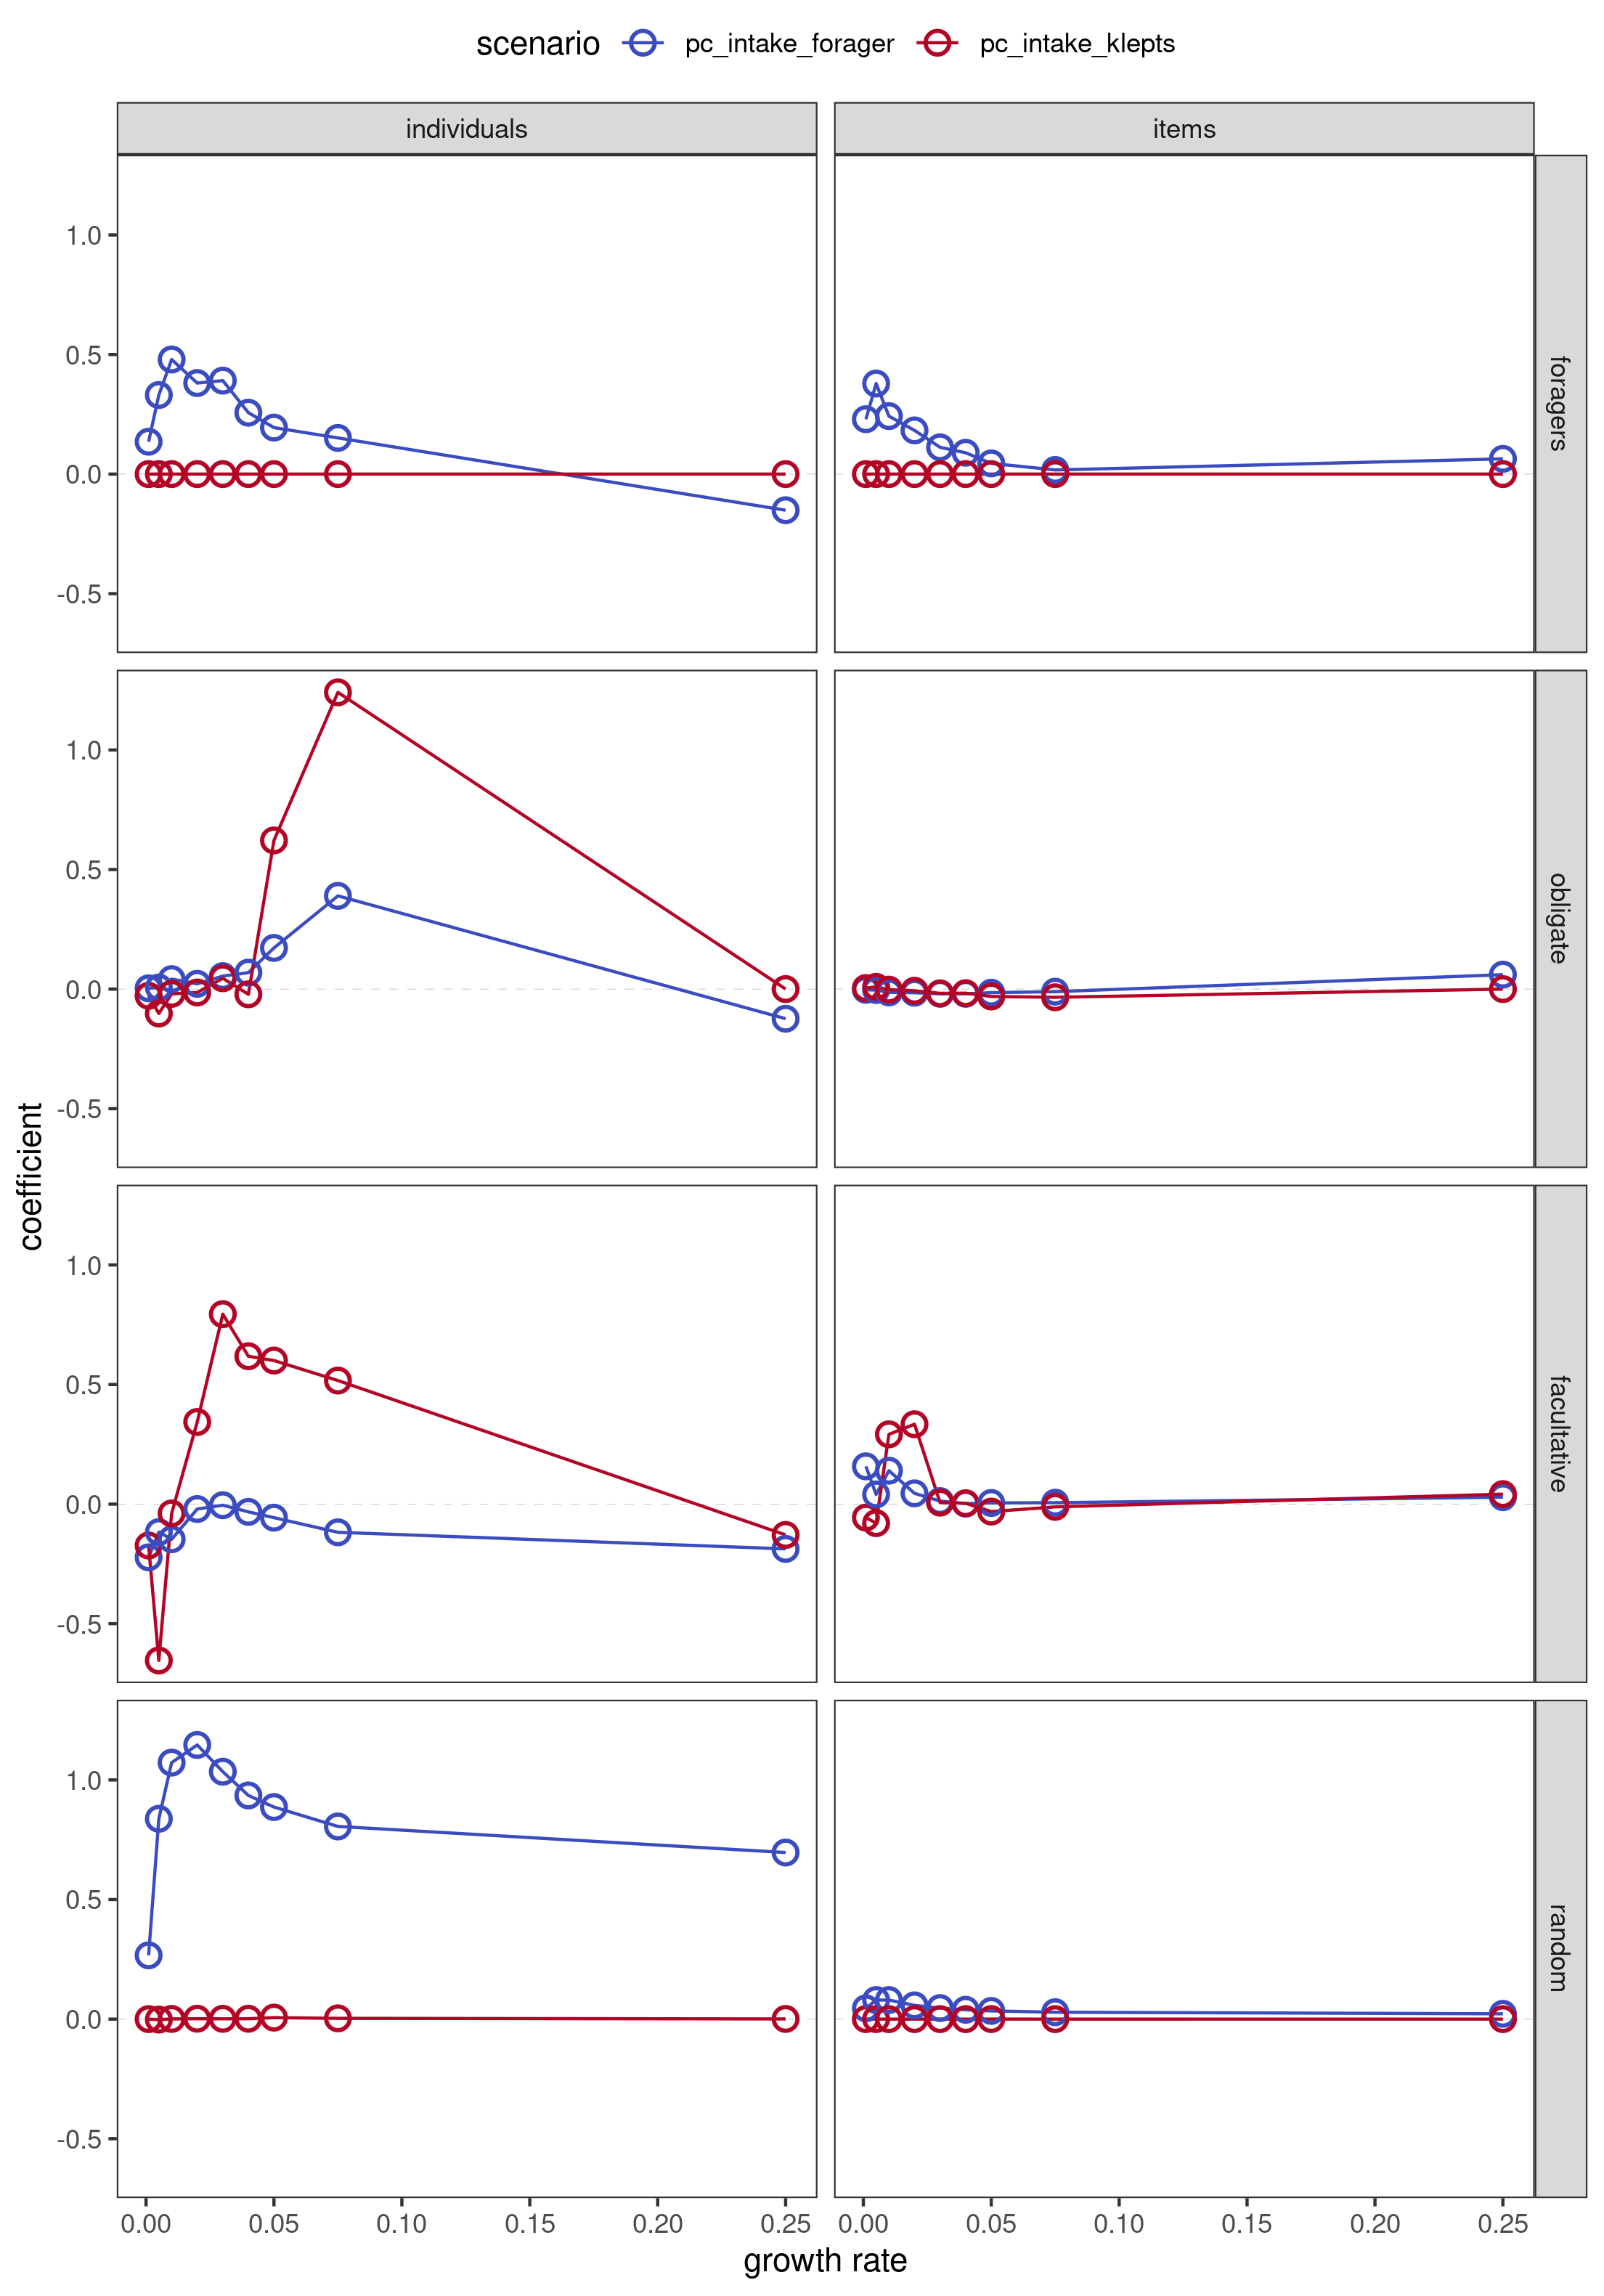 scenario pc_intake_forager pc_intake_klepts
individuals items
1.0
0.5
0.0
-0.5
foragers
1.0
0.5
0.0
-0.5
obligate
coefficient
1.0
0.5
0.0
-0.5
facultative
1.0
0.5
0.0
-0.5
random
0.00 0.05 0.10 0.15 0.20 0.25 0.00 0.05 0.10 0.15 0.20 0.25
growth rate